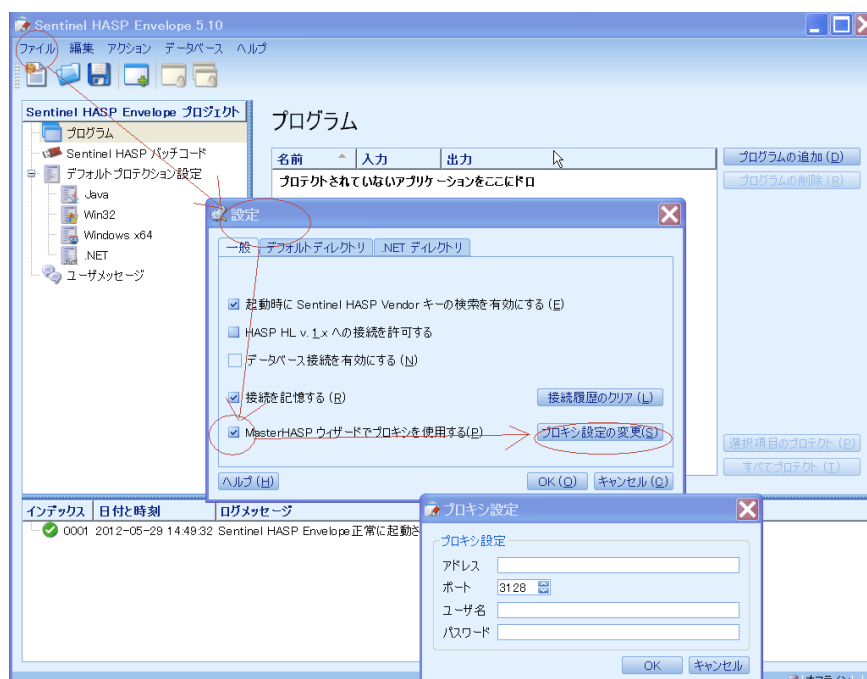 Sentinel HASP Envelope 5.10
ファイル 編集 アクション データベース ヘルプ
Sentinel HASP Envelope プロジェクト
プログラム
Sentinel HASP パッチコード
デフォルトプロテクション設定
Java
Win32
Windows x64
.NET
ユーザメッセージ
プログラム
名前 入力 出力
プロテクトされていないアプリケーションをここにドロ
プログラムの追加(D)
プログラムの削除(R)
設定
一般 デフォルトディレクトリ .NET ディレクトリ
起動時に Sentinel HASP Vendor キーの検索を有効にする (E)
HASP HL v. 1.x への接続を許可する
データベース接続を有効にする (N)
接続を記憶する (R)
接続履歴のクリア (L)
MasterHASP ウィザードでプロキシを使用する(P)
プロキシ設定の変更(S)
ヘルプ (H)
OK (O) キャンセル (C)
選択項目のプロテクト (P)
すべてプロテクト (T)
インデックス 日付と時刻 ログメッセージ
0001 2012-05-29 14:49:32 Sentinel HASP Envelope 正常に起動さ
プロキシ設定
プロキシ設定
アドレス
ポート 3128
ユーザ名
パスワード
OK キャンセル